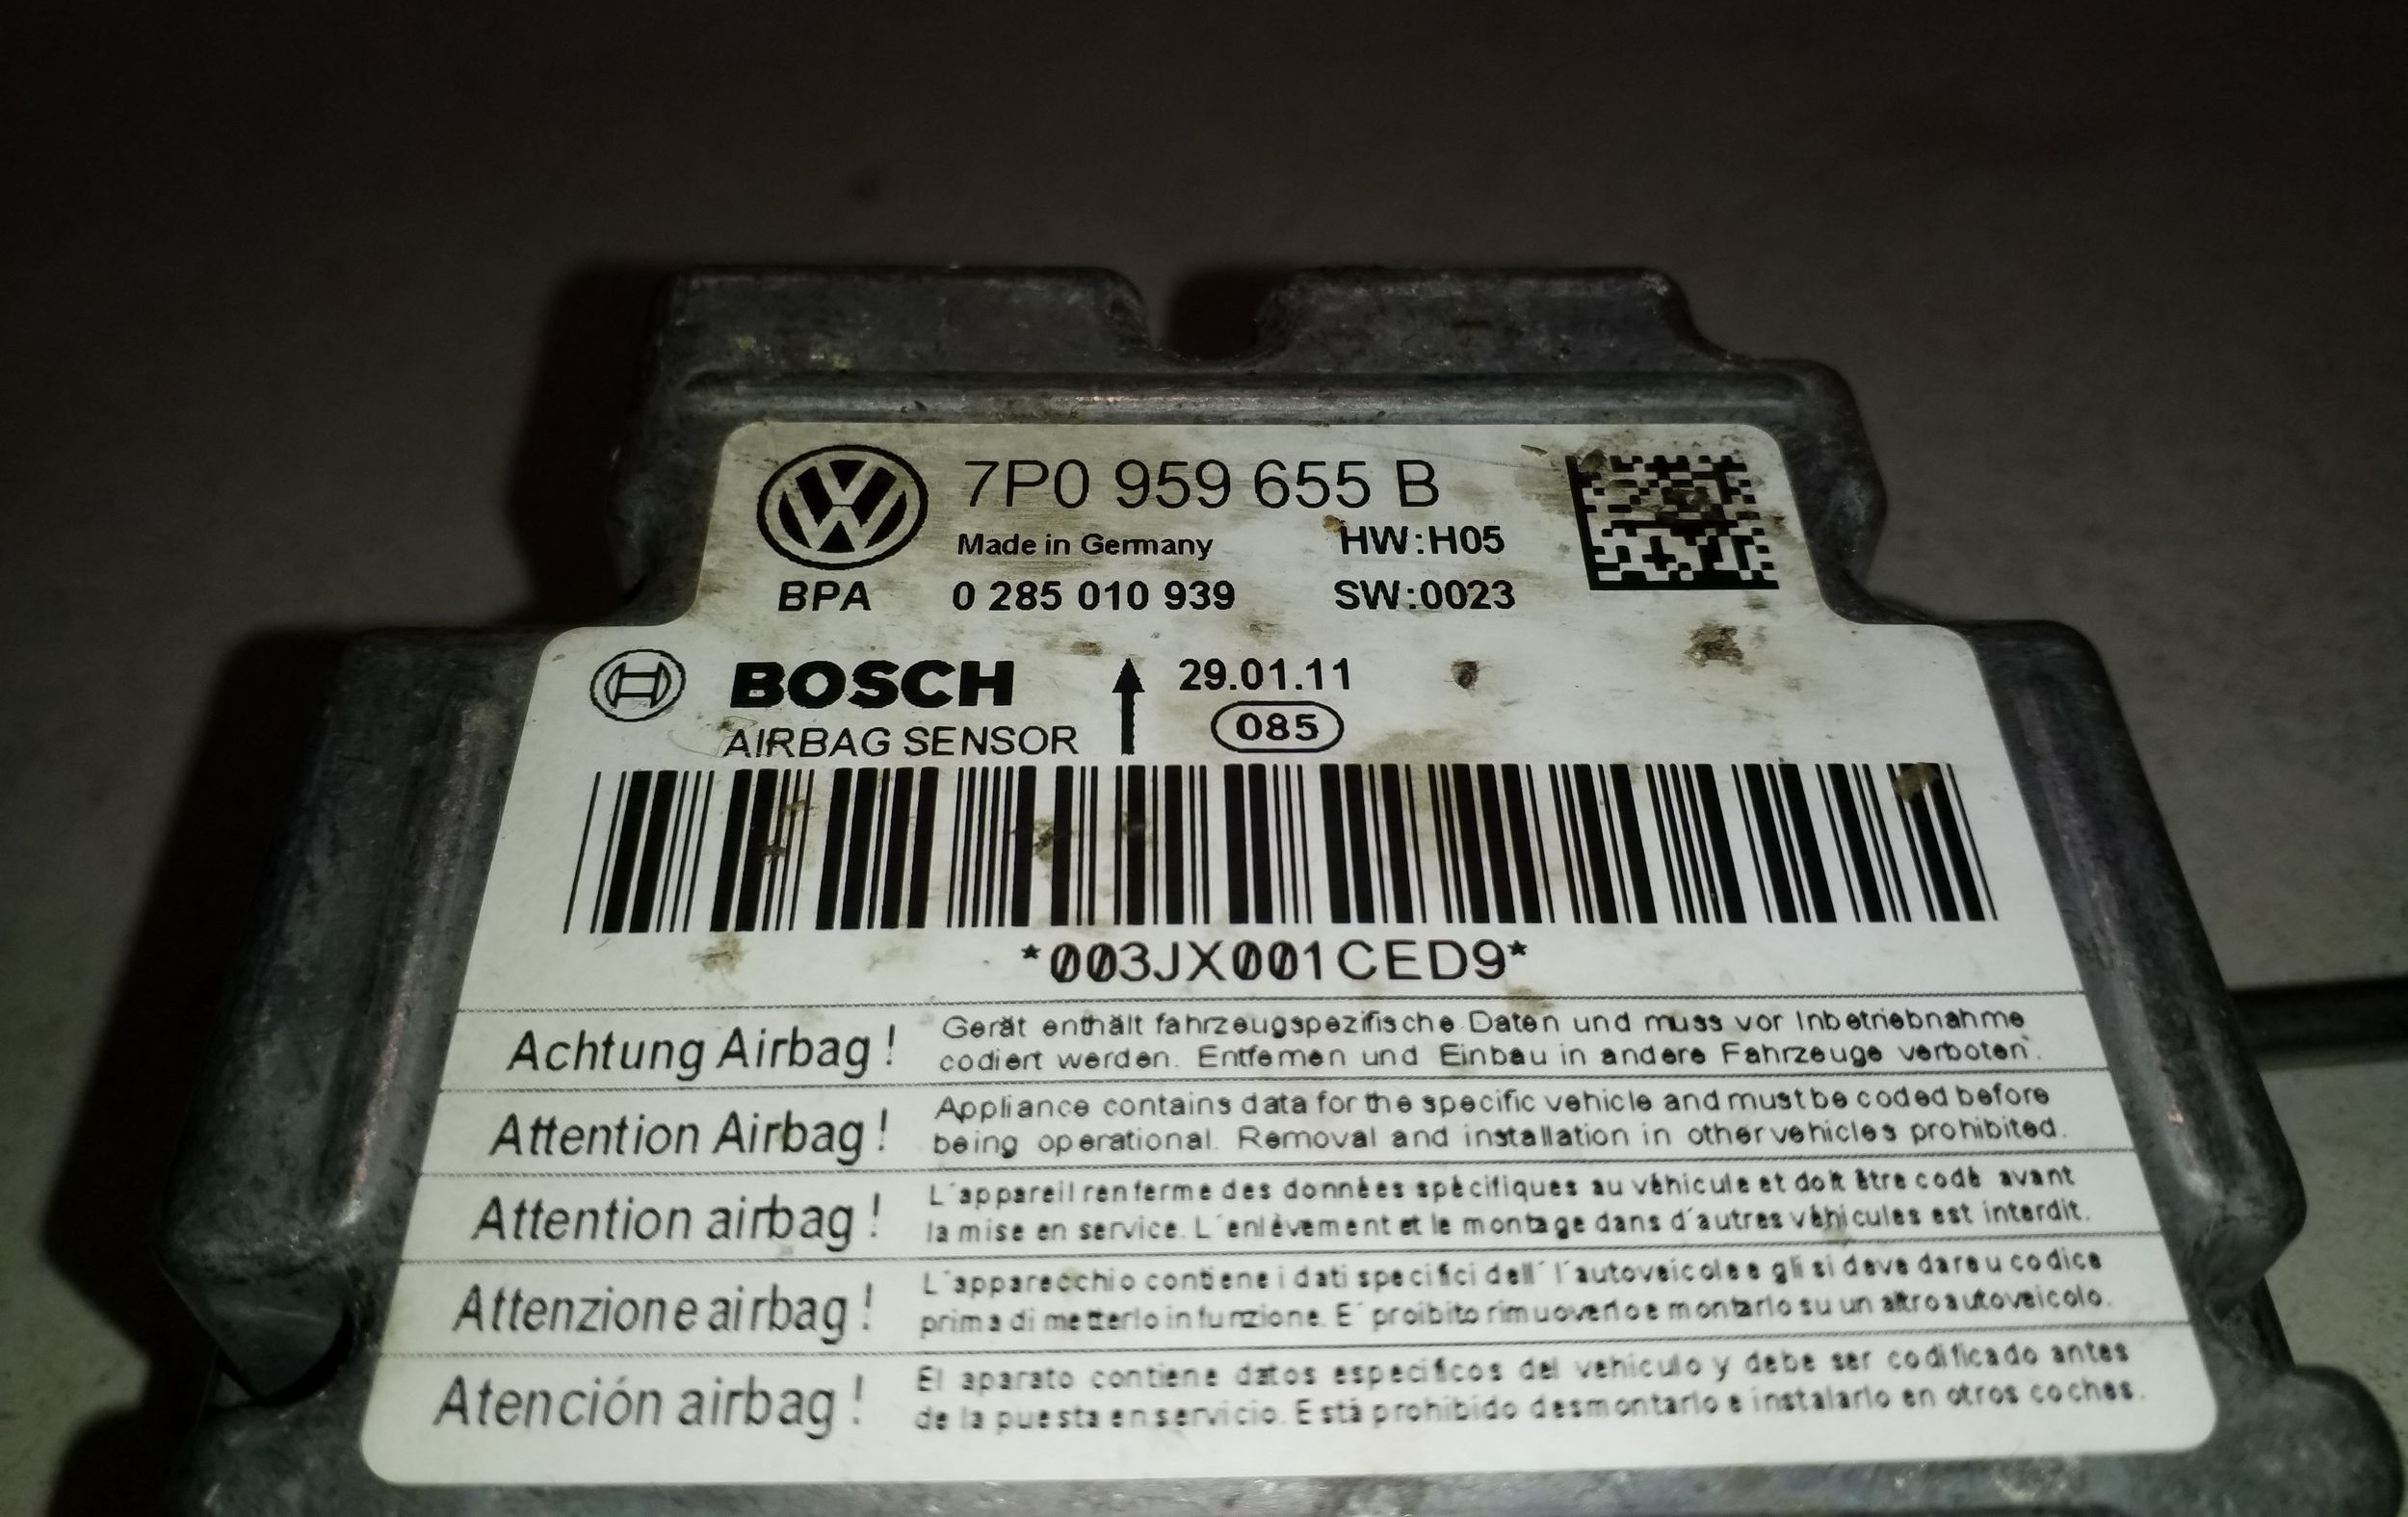 7P0 959 655 B
Made in Germany HW:H05
BPA 0 285 010 939 SW:0023
BOSCH 29.01.11
AIRBAG SENSOR 085
*003JX001CED9*
Achtung Airbag! Gerät enthält fahrzeugspezifische Daten und muss vor Inbetriebnahme
codiert werden. Entfernen und Einbau in andere Fahrzeuge verboten.
Attention Airbag! Appliance contains data for the specific vehicle and must be coded before
being operational. Removal and installation in other vehicles prohibited.
Attention airbag! L´appareil renferme des données spécifiques au véhicule et doit être codé avant
la mise en service. L´enlèvement et le montage dans d´autres véhicules est interdit.
Attenzione airbag! L´apparecchio contiene i dati specifici dell´ l´autoveicolo e gli si deve dare u codice
prima di metterlo in funzione. E´ proibito rimuoverlo e montarlo su un altro autoveicolo.
Atención airbag! El aparato contiene datos especificos del vehiculo y debe ser codificado antes
de la puesta en servicio. Está prohibido desmontarlo e instalarlo en otros coches.